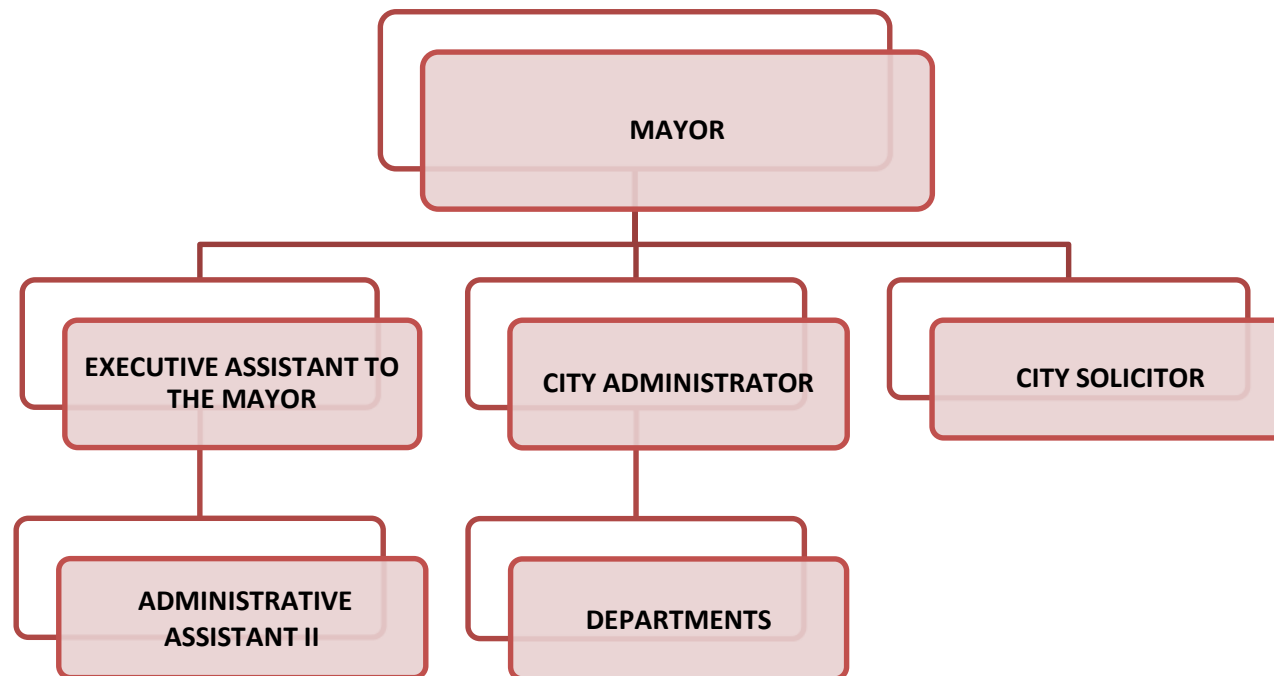 MAYOR
EXECUTIVE ASSISTANT TO
THE MAYOR
CITY ADMINISTRATOR
CITY SOLICITOR
ADMINISTRATIVE
ASSISTANT II
DEPARTMENTS